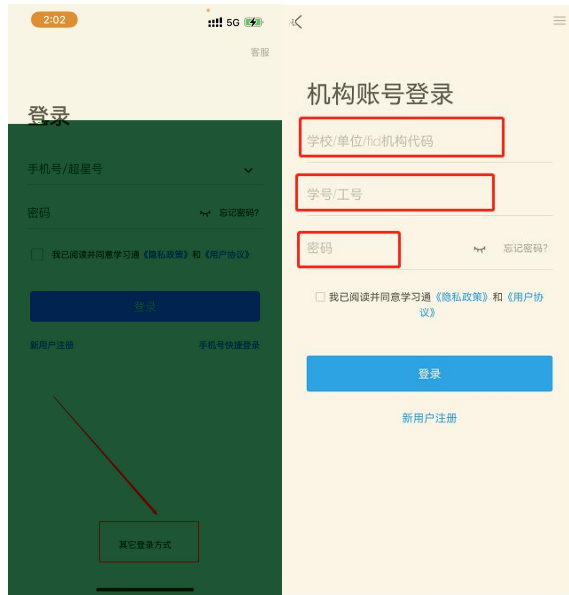 2:02
5G
客服
登录
手机号/超星号
密码
忘记密码?
我已阅读并同意学习通《隐私政策》和《用户协议》
登录
新用户注册
手机号快捷登录
其它登录方式
机构账号登录
学校/单位/fid机构代码
学号/工号
密码
忘记密码?
我已阅读并同意学习通《隐私政策》和《用户协
议》
登录
新用户注册